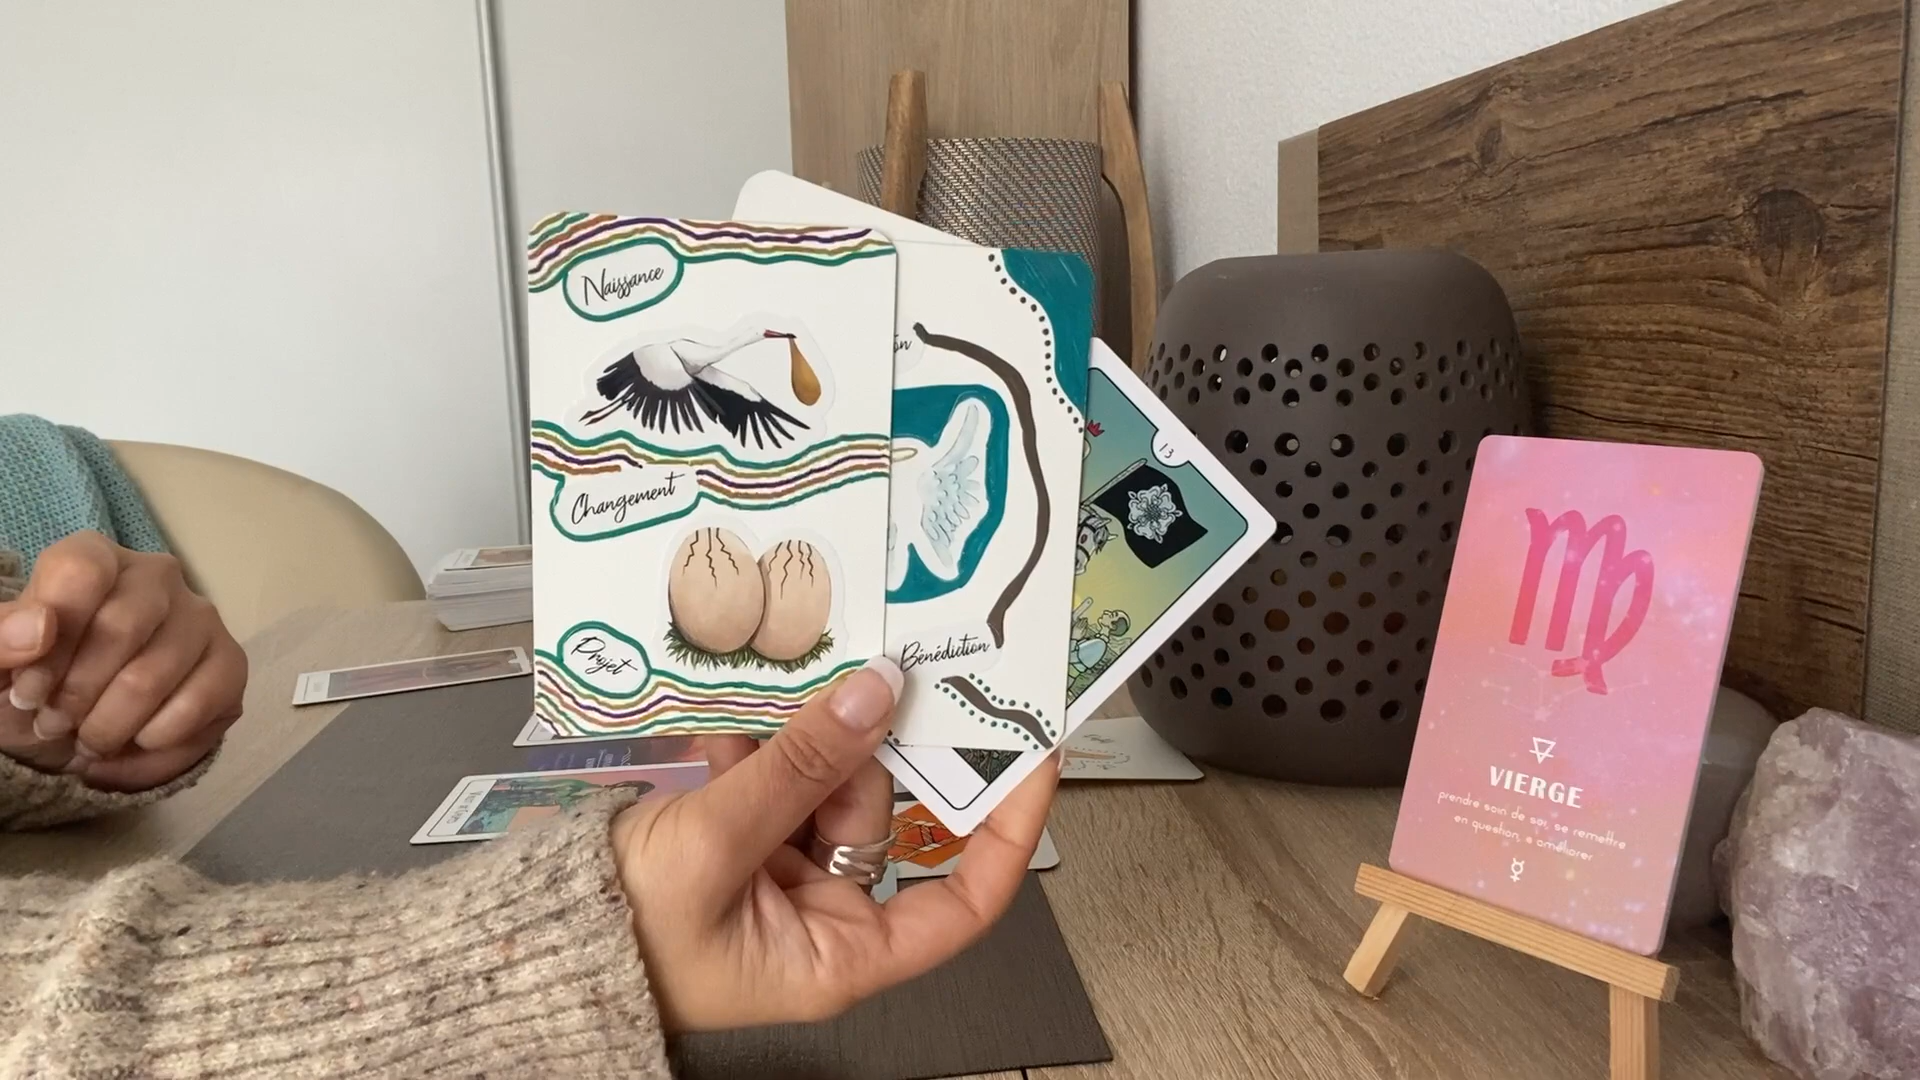 Naissance
Changement
Projet
Bénédiction
13
VIERGE
prendre soin de soi, se remettre
en question, s améliorer